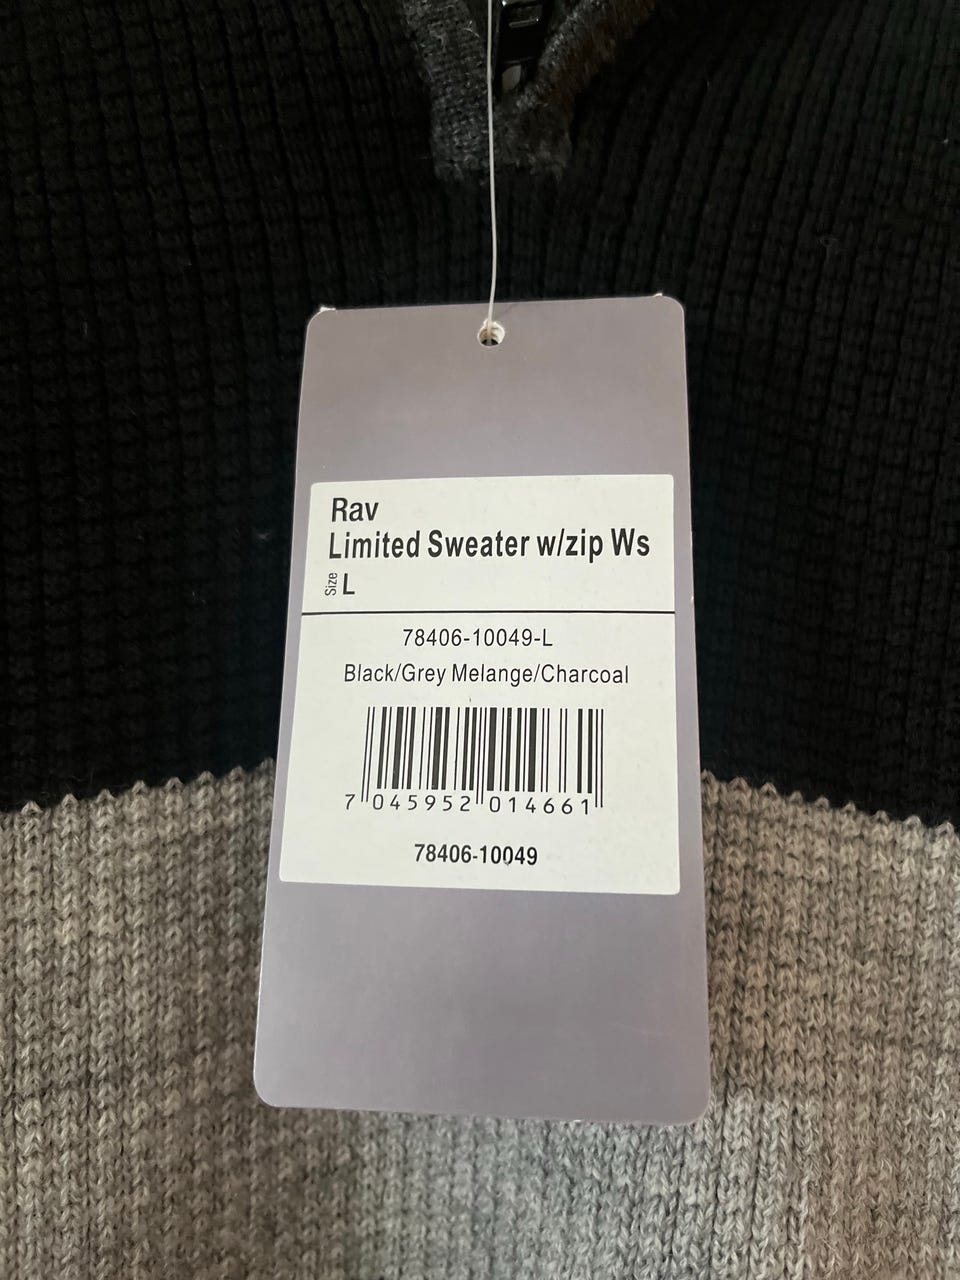 Rav
Limited Sweater w/zip Ws
Size L
78406-10049-L
Black/Grey Melange/Charcoal
7 045952 014661
78406-10049